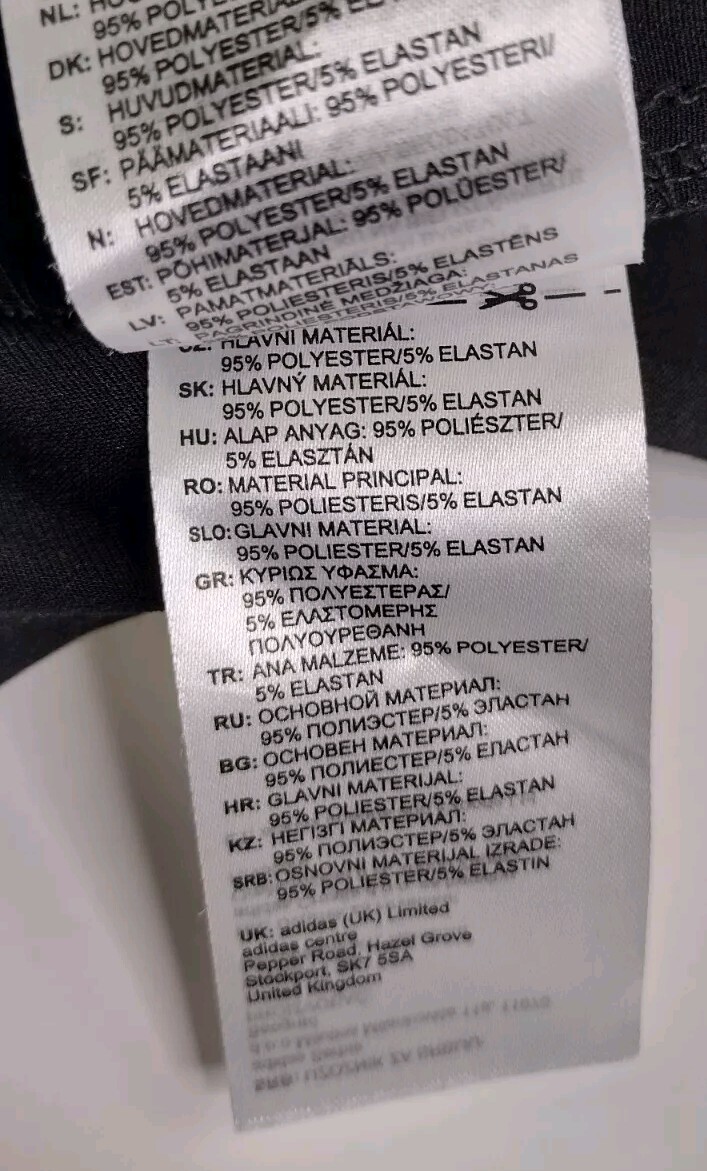 NL:
95% POLY
DK: HOVEDMATERIAL:
95% POLYESTER/5%
S: HUVUDMATERIAL:
95% POLYESTER/5% ELASTAN
SF: PÄÄMATERIAALI: 95% POLYESTERI/
5% ELASTAANI
N: HOVEDMATERIAL:
95% POLYESTER/5% ELASTAN
EST: PÕHIMATERJAL: 95% POLÜESTER/
5% ELASTAAN
LV: PAMATMATERIĀLS:
95% POLIESTERIS/5% ELASTĒNS
LT: PAGRINDINĖ MEDŽIAGA:
POLIESTERIS/5% ELASTANAS
HLAVNI MATERIÁL:
95% POLYESTER/5% ELASTAN
SK: HLAVNÝ MATERIÁL:
95% POLYESTER/5% ELASTAN
HU: ALAP ANYAG: 95% POLIÉSZTER/
5% ELASZTÁN
RO: MATERIAL PRINCIPAL:
95% POLIESTERIS/5% ELASTAN
SLO: GLAVNI MATERIAL:
95% POLIESTER/5% ELASTAN
GR: ΚΥΡΙΩΣ ΥΦΑΣΜΑ:
95% ΠΟΛΥΕΣΤΕΡΑΣ/
5% ΕΛΑΣΤΟΜΕΡΗΣ
ΠΟΛΥΟΥΡΕΘΑΝΗ
TR: ANA MALZEME: 95% POLYESTER/
5% ELASTAN
RU: ОСНОВНОЙ МАТЕРИАЛ:
95% ПОЛИЭСТЕР/5% ЭЛАСТАН
BG: ОСНОВЕН МАТЕРИАЛ:
95% ПОЛИЕСТЕР/5% ЕЛАСТАН
HR: GLAVNI MATERIJAL:
95% POLIESTER/5% ELASTAN
KZ: НЕГІЗГІ МАТЕРИАЛ:
95% ПОЛИЭСТЕР/5% ЭЛАСТАН
SRB: OSNOVNI MATERIJAL IZRADE:
95% POLIESTER/5% ELASTIN
UK: adidas (UK) Limited
adidas centre
Pepper Road, Hazel Grove
Stockport, SK7 5SA
United Kingdom